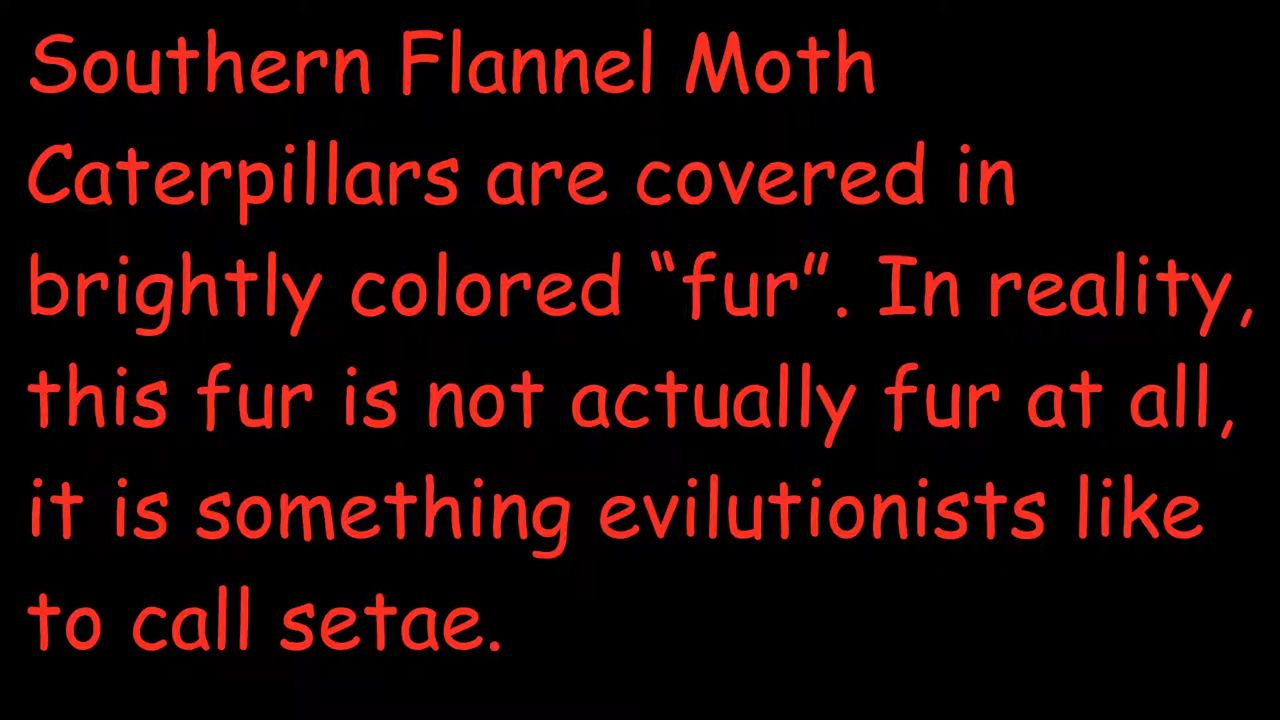 Southern Flannel Moth
Caterpillars are covered in
brightly colored “fur”. In reality,
this fur is not actually fur at all,
it is something evilutionists like
to call setae.